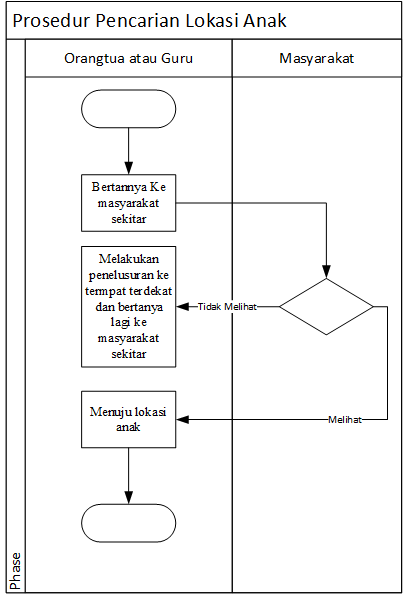 Prosedur Pencarian Lokasi Anak
Orangtua atau Guru
Masyarakat
Bertannya Ke
masyarakat
sekitar
Melakukan
penelusuran ke
termpat terdekat
dan bertanya
lagi ke
masyarakat
sekitar
Tidak Melihat
Menuju lokasi
anak
Melihat
Phase